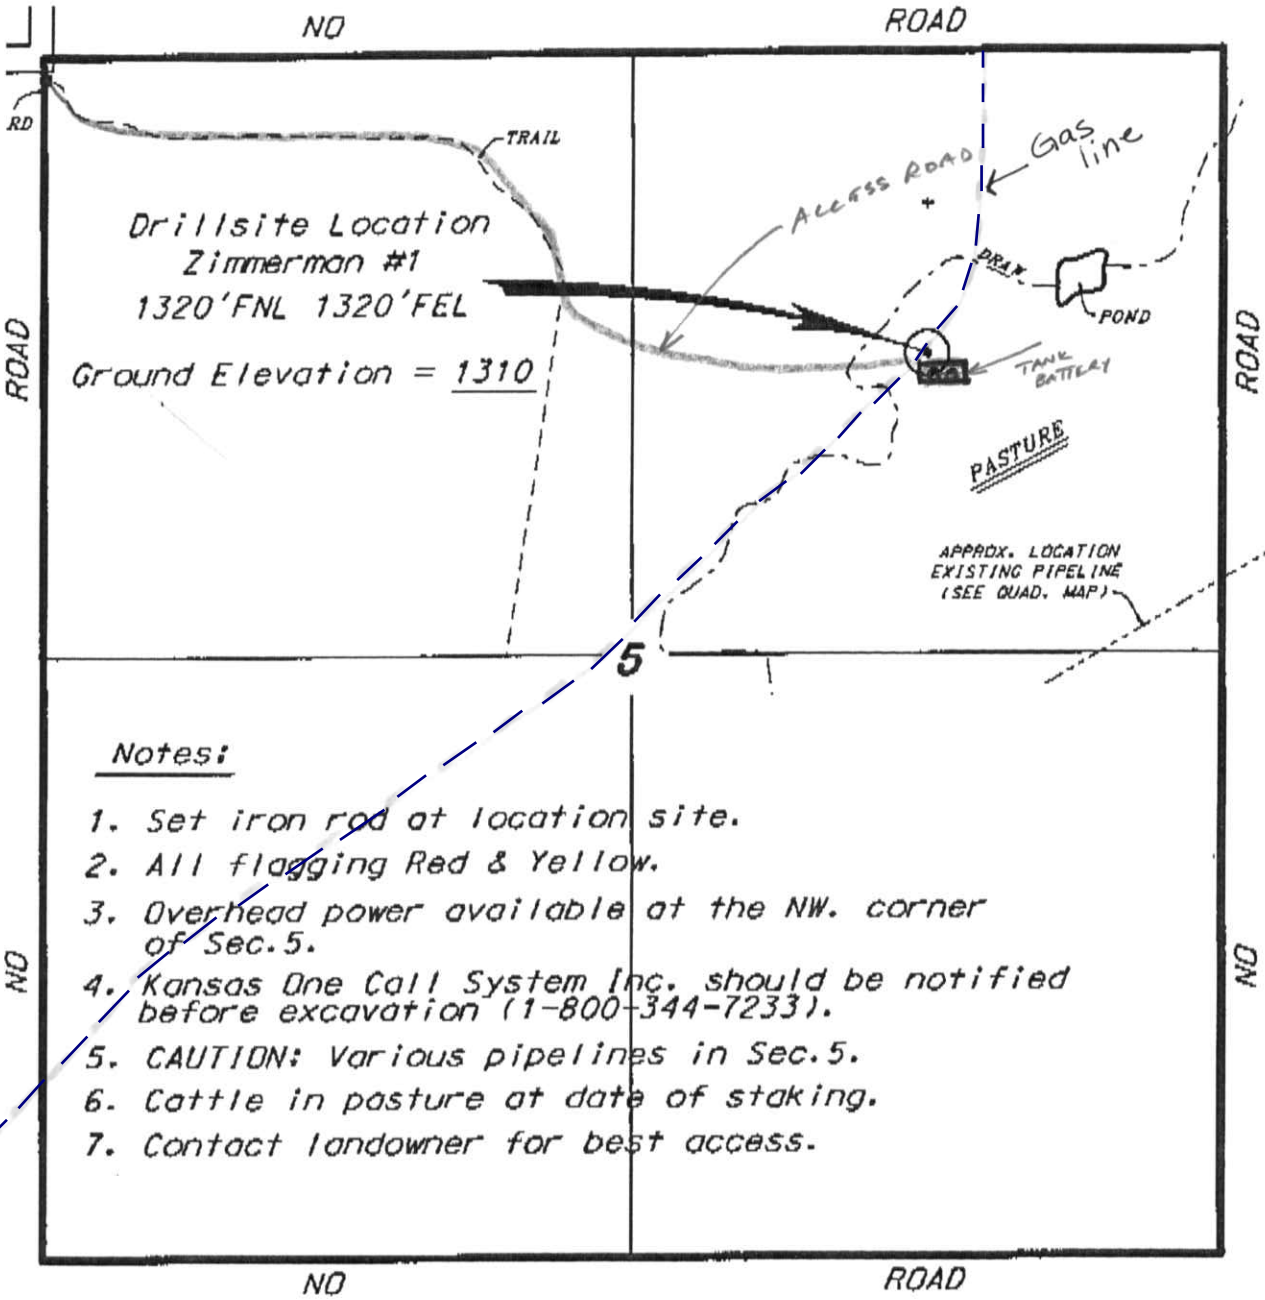 NO ROAD
RD
TRAIL
ACCESS ROAD
Gas
line
Drillsite Location
Zimmerman #1
1320'FNL 1320'FEL
Ground Elevation = 1310
DRAW
POND
TANK
BATTERY
ROAD
ROAD
PASTURE
APPROX. LOCATION
EXISTING PIPELINE
(SEE QUAD. MAP)
5
Notes:
1. Set iron rod at location site.
2. All flagging Red & Yellow.
3. Overhead power available at the NW. corner
of Sec.5.
4. Kansas One Call System Inc. should be notified
before excavation (1-800-344-7233).
5. CAUTION: Various pipelines in Sec.5.
6. Cattle in pasture at date of staking.
7. Contact landowner for best access.
NO
NO
NO ROAD